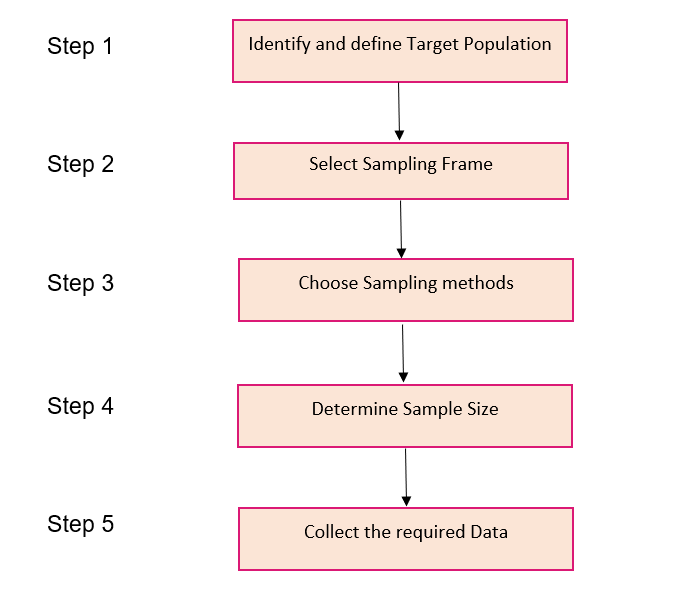 Step 1
Identify and define Target Population
Step 2
Select Sampling Frame
Step 3
Choose Sampling methods
Step 4
Determine Sample Size
Step 5
Collect the required Data